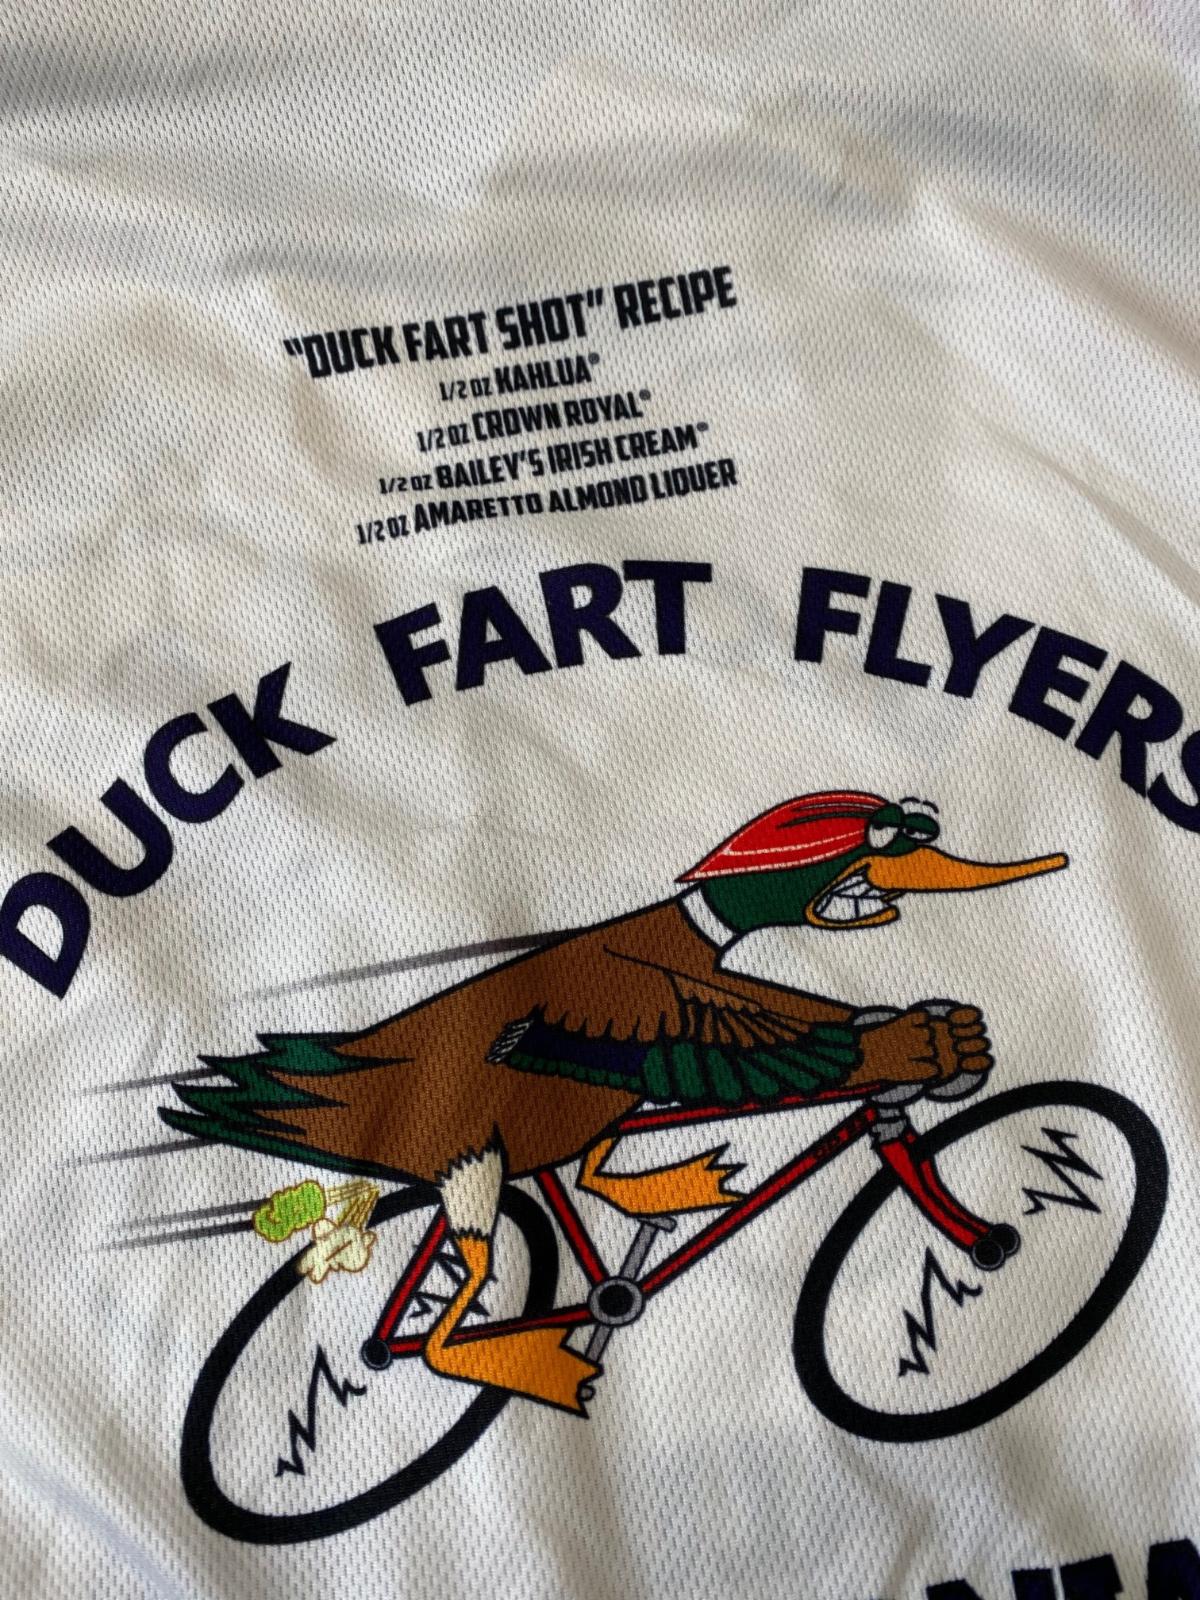 "DUCK FART SHOT" RECIPE
1/2 OZ KAHLUA®
1/2 OZ CROWN ROYAL®
1/2 OZ BAILEY'S IRISH CREAM®
1/2 OZ AMARETTO ALMOND LIQUER
DUCK FART FLYERS